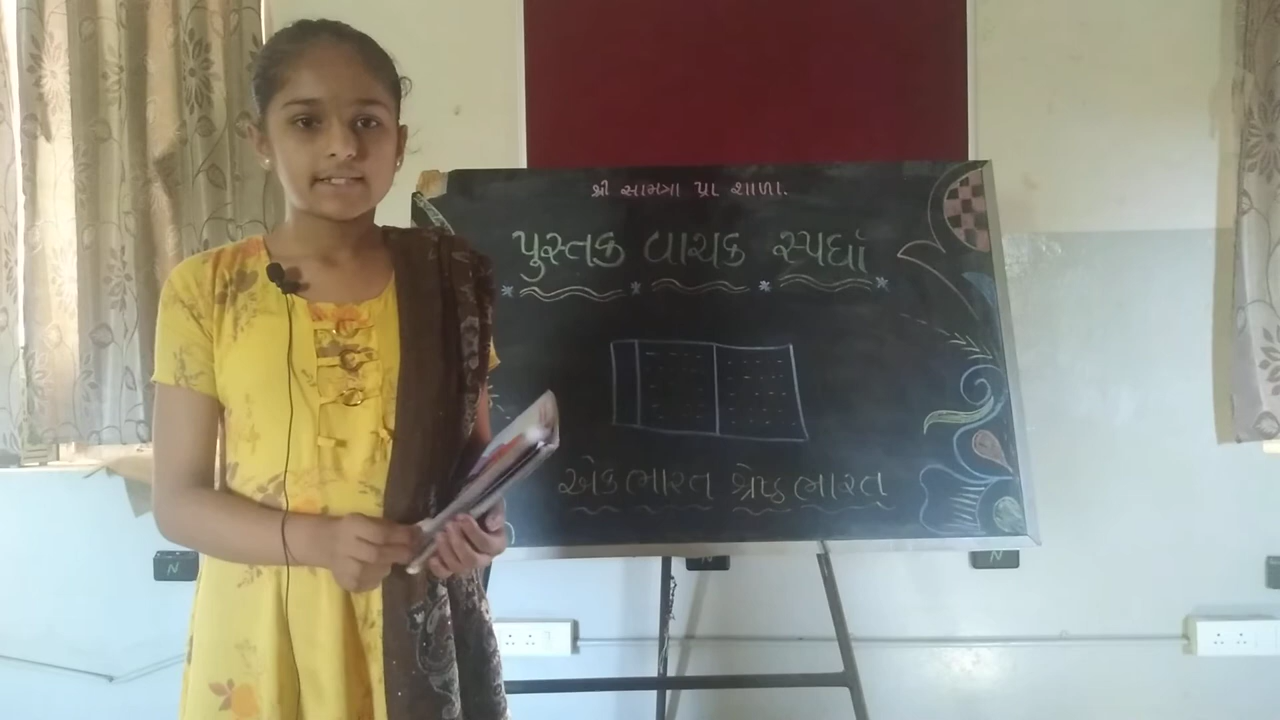 શ્રી સામત્રા પ્રા શાળા.
પુસ્તક વાચક સ્પર્ધા
એક ભારત શ્રેષ્ઠ ભારત
N
N